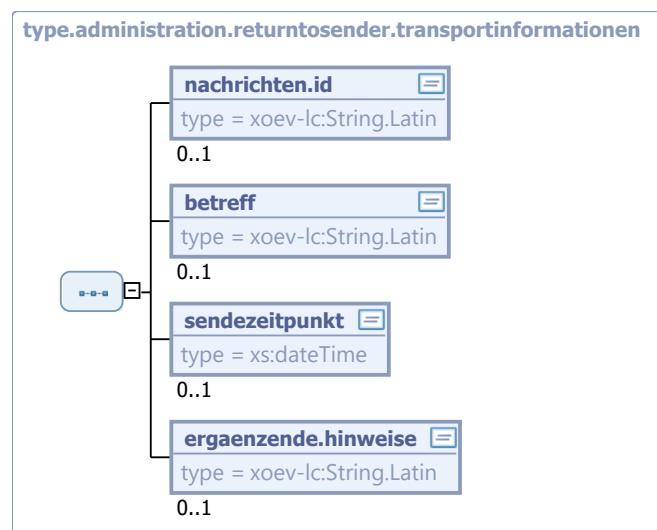 type.administration.returntosender.transportinformationen
nachrichten.id
type = xoev-lc:String.Latin
0..1
betreff
type = xoev-lc:String.Latin
0..1
sendezeitpunkt
type = xs:dateTime
0..1
ergaenzende.hinweise
type = xoev-lc:String.Latin
0..1